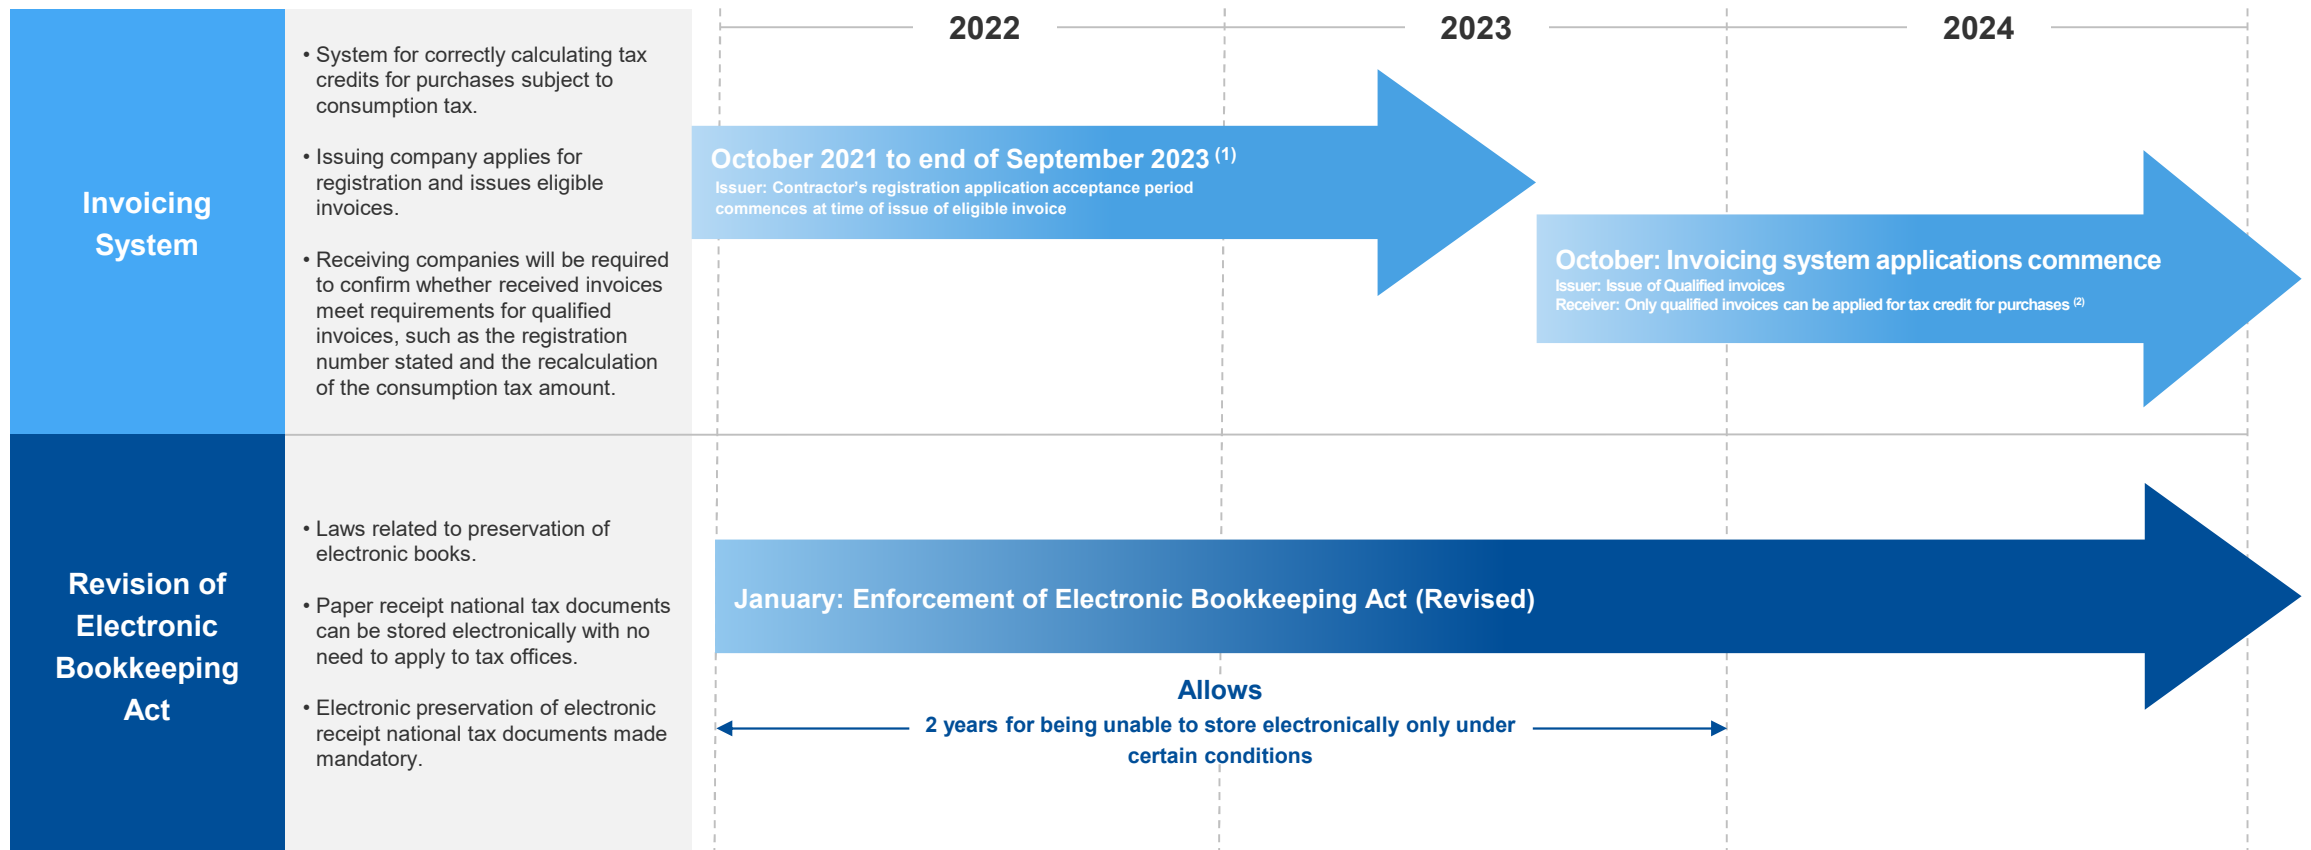 2022
2023
2024
Invoicing
System
• System for correctly calculating tax
credits for purchases subject to
consumption tax.
• Issuing company applies for
registration and issues eligible
invoices.
• Receiving companies will be required
to confirm whether received invoices
meet requirements for qualified
invoices, such as the registration
number stated and the recalculation
of the consumption tax amount.
October 2021 to end of September 2023 (1)
Issuer: Contractor's registration application acceptance period
commences at time of issue of eligible invoice
October: Invoicing system applications commence
Issuer: Issue of Qualified invoices
Receiver: Only qualified invoices can be applied for tax credit for purchases (2)
Revision of
Electronic
Bookkeeping
Act
• Laws related to preservation of
electronic books.
• Paper receipt national tax documents
can be stored electronically with no
need to apply to tax offices.
• Electronic preservation of electronic
receipt national tax documents made
mandatory.
January: Enforcement of Electronic Bookkeeping Act (Revised)
Allows
2 years for being unable to store electronically only under
certain conditions